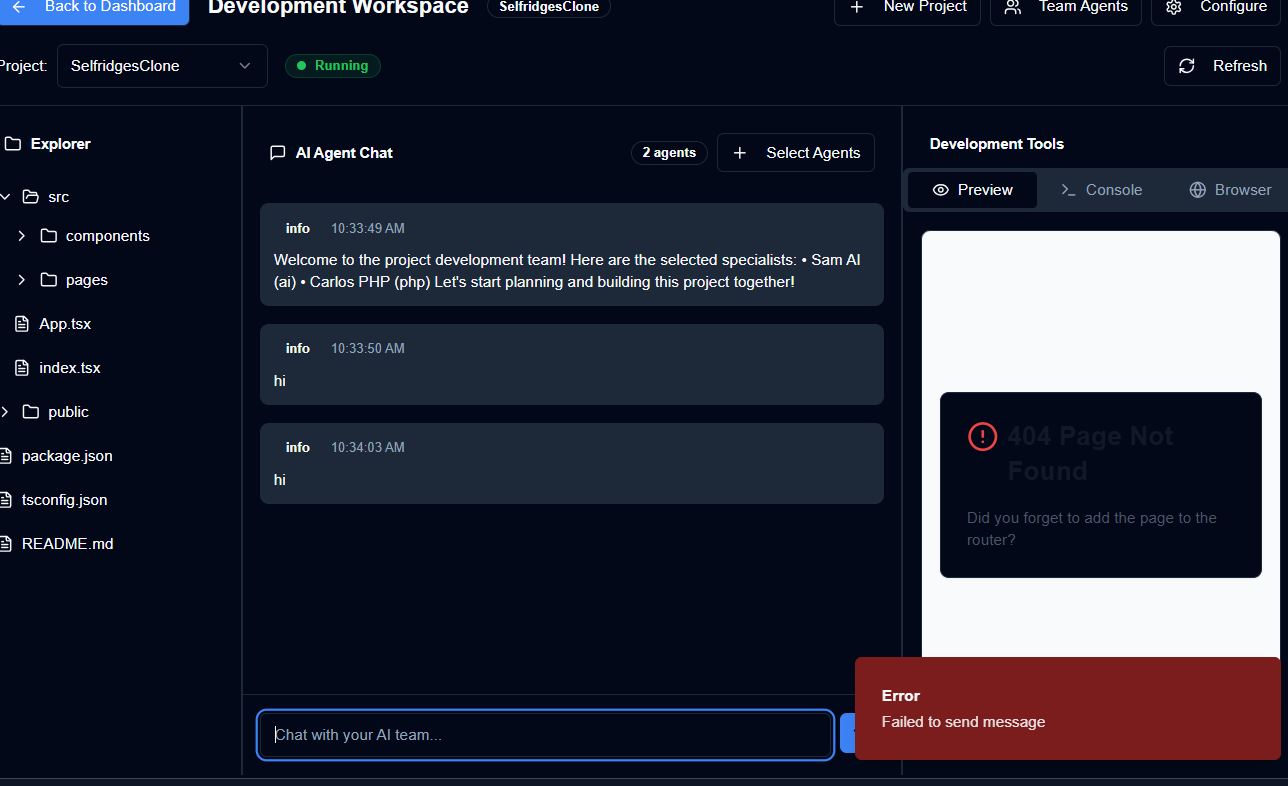 Back to Dashboard
Development Workspace
SelfridgesClone
New Project
Team Agents
Configure
Project:
SelfridgesClone
Running
Refresh
Explorer
src
components
pages
App.tsx
index.tsx
public
package.json
tsconfig.json
README.md
AI Agent Chat
2 agents
Select Agents
info 10:33:49 AM
Welcome to the project development team! Here are the selected specialists: • Sam AI
(ai) • Carlos PHP (php) Let's start planning and building this project together!
info 10:33:50 AM
hi
info 10:34:03 AM
hi
Chat with your AI team...
Development Tools
Preview
Console
Browser
404 Page Not
Found
Did you forget to add the page to the
router?
Error
Failed to send message